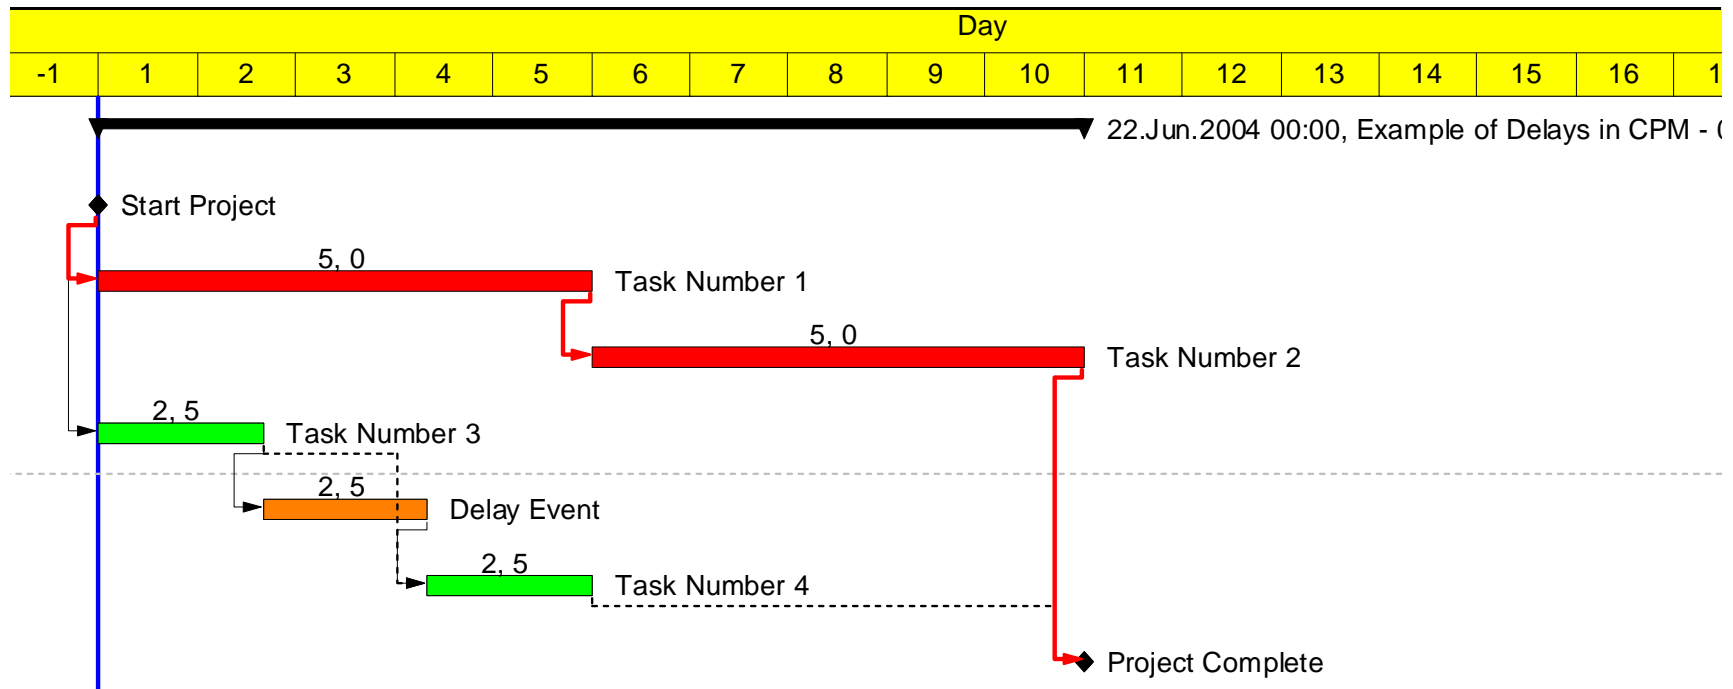 Day
-1 1 2 3 4 5 6 7 8 9 10 11 12 13 14 15 16 1
22.Jun.2004 00:00, Example of Delays in CPM -
Start Project
5, 0
Task Number 1
5, 0
Task Number 2
2, 5
Task Number 3
2, 5
Delay Event
2, 5
Task Number 4
Project Complete